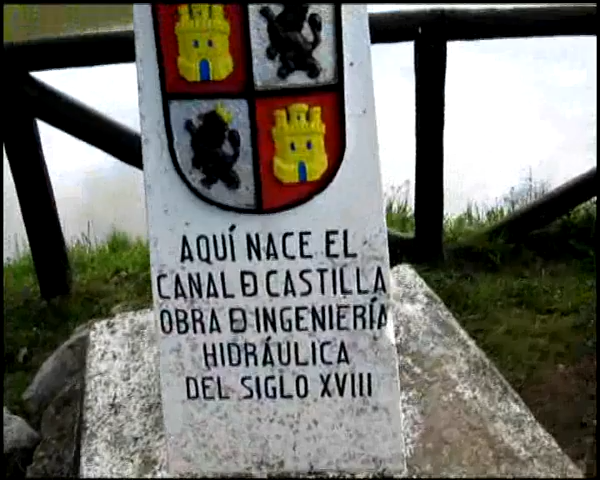 AQUÍ NACE EL
CANAL Đ CASTILLA
OBRA Đ INGENIERÍA
HIDRÁULICA
DEL SIGLO XVIII